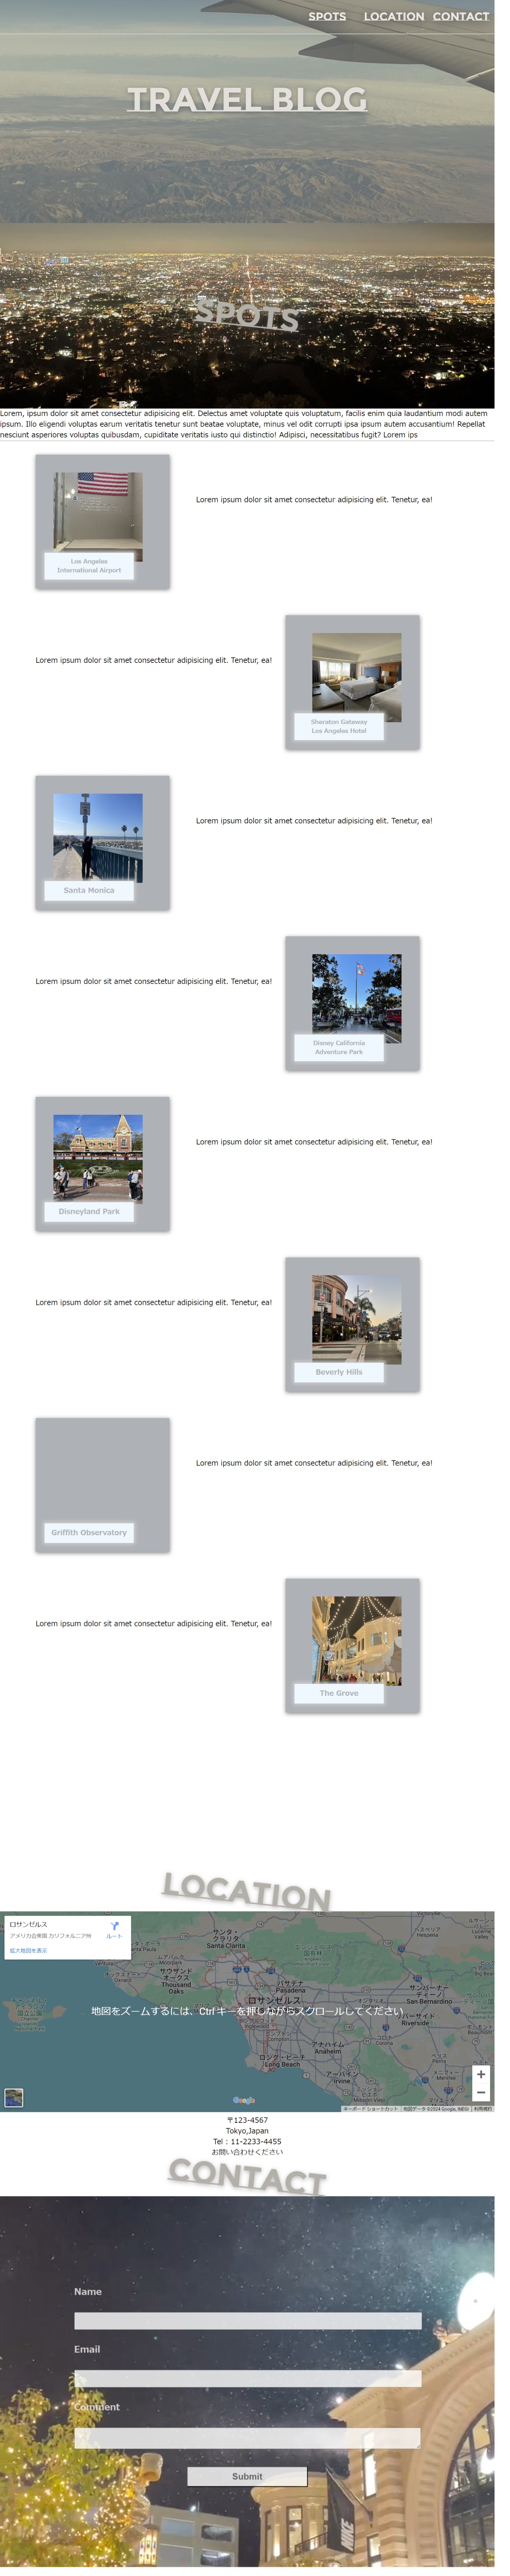 SPOTS LOCATION CONTACT
TRAVEL BLOG
SPOTS
Lorem, ipsum dolor sit amet consectetur adipisicing elit. Delectus amet voluptate quis voluptatum, facilis enim quia laudantium modi autem
ipsum. Illo eligendi voluptas earum veritatis tenetur sunt beatae voluptate, minus vel odit corrupti ipsa ipsum autem accusantium! Repellat
nesciunt asperiores voluptas quibusdam, cupiditate veritatis iusto qui distinctio! Adipisci, necessitatibus fugit? Lorem ips
Lorem ipsum dolor sit amet consectetur adipisicing elit. Tenetur, ea!
Los Angeles
International Airport
Lorem ipsum dolor sit amet consectetur adipisicing elit. Tenetur, ea!
Sheraton Gateway
Los Angeles Hotel
Lorem ipsum dolor sit amet consectetur adipisicing elit. Tenetur, ea!
Santa Monica
Lorem ipsum dolor sit amet consectetur adipisicing elit. Tenetur, ea!
Disney California
Adventure Park
Lorem ipsum dolor sit amet consectetur adipisicing elit. Tenetur, ea!
Disneyland Park
Lorem ipsum dolor sit amet consectetur adipisicing elit. Tenetur, ea!
Beverly Hills
Lorem ipsum dolor sit amet consectetur adipisicing elit. Tenetur, ea!
Griffith Observatory
Lorem ipsum dolor sit amet consectetur adipisicing elit. Tenetur, ea!
The Grove
LOCATION
ロサンゼルス
アメリカ合衆国 カリフォルニア州
ルート
拡大地図を表示
サンタ・
クラリタ
Santa Clarita
サウザンド
オークス
Thousand
Oaks
パサデナ
Pasadena
ロサンゼルス
サンバーナー
ディーノ
San Bernardino
リバーサイド
Riverside
アナハイム
Anaheim
ロング・ビーチ
Long Beach
アーバイン
Irvine
地図をズームするには、Ctrl キーを押しながらスクロールしてください
Google
キーボード ショートカット 地図データ ©2024 Google, INEGI 利用規約
〒123-4567
Tokyo,Japan
Tel : 11-2233-4455
お問い合わせください
CONTACT
Name
Email
Comment
Submit
NIKE